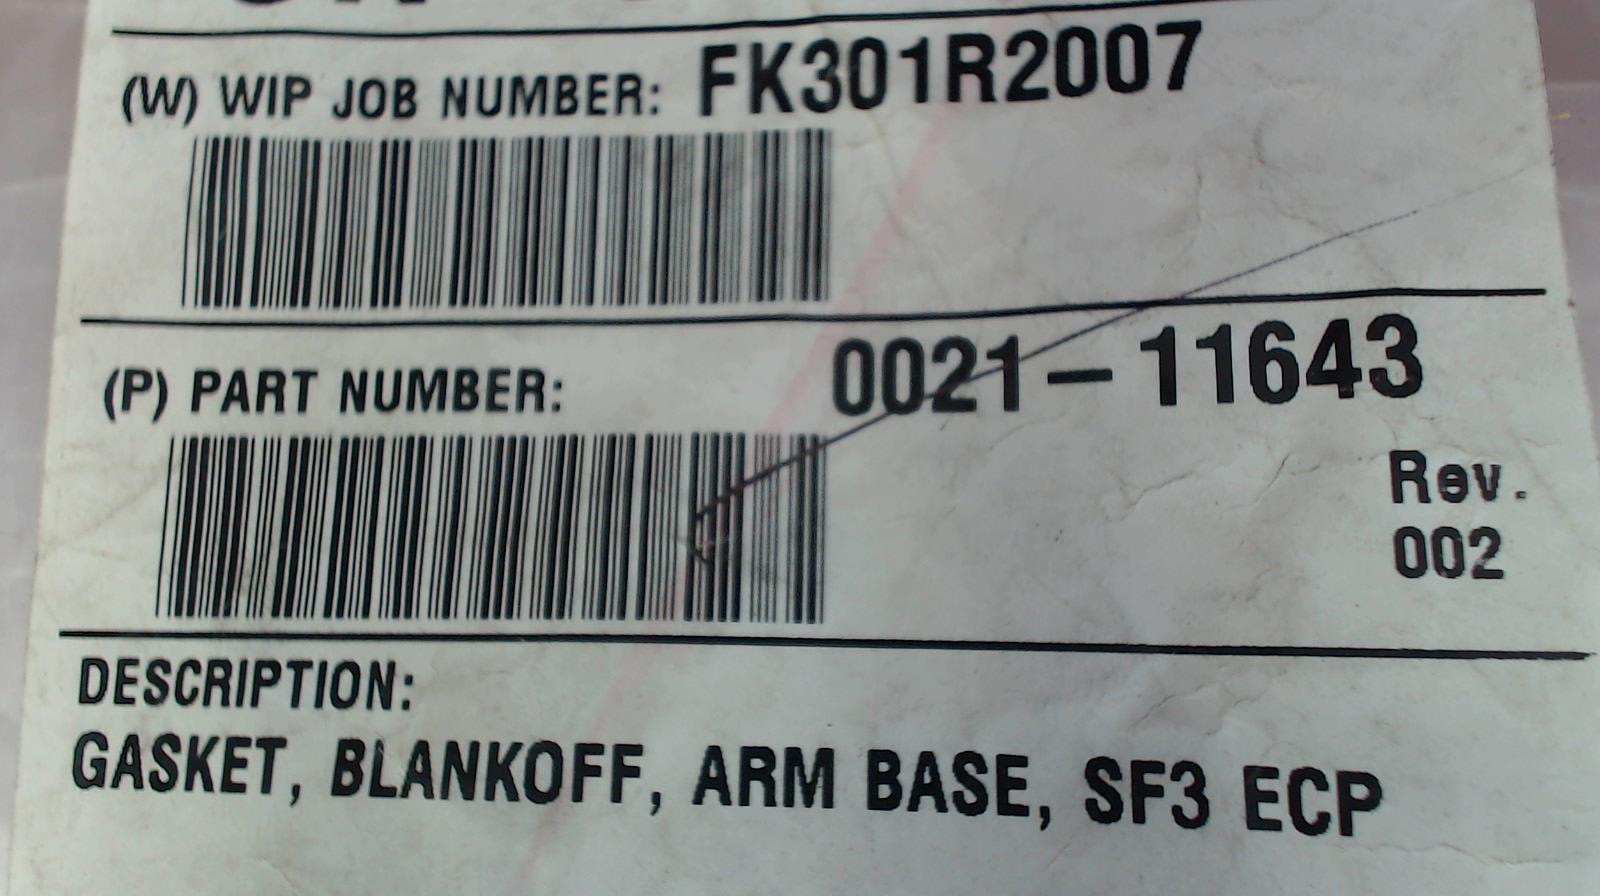 (W) WIP JOB NUMBER: FK301R2007
(P) PART NUMBER: 0021-11643
Rev.
002
DESCRIPTION:
GASKET, BLANKOFF, ARM BASE, SF3 ECP